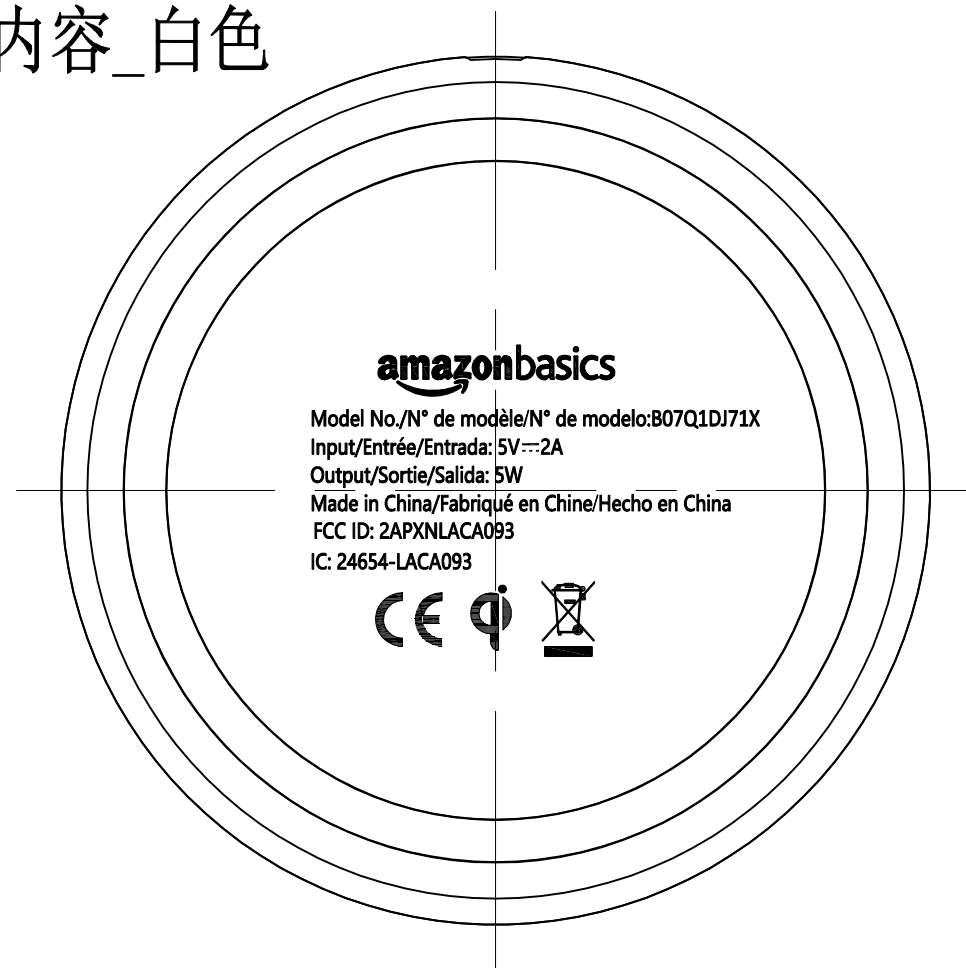 内容_白色
amazonbasics
Model No./N° de modèle/N° de modelo:B07Q1DJ71X
Input/Entrée/Entrada: 5V⎓2A
Output/Sortie/Salida: 5W
Made in China/Fabriqué en Chine/Hecho en China
FCC ID: 2APXNLACA093
IC: 24654-LACA093
CE qi